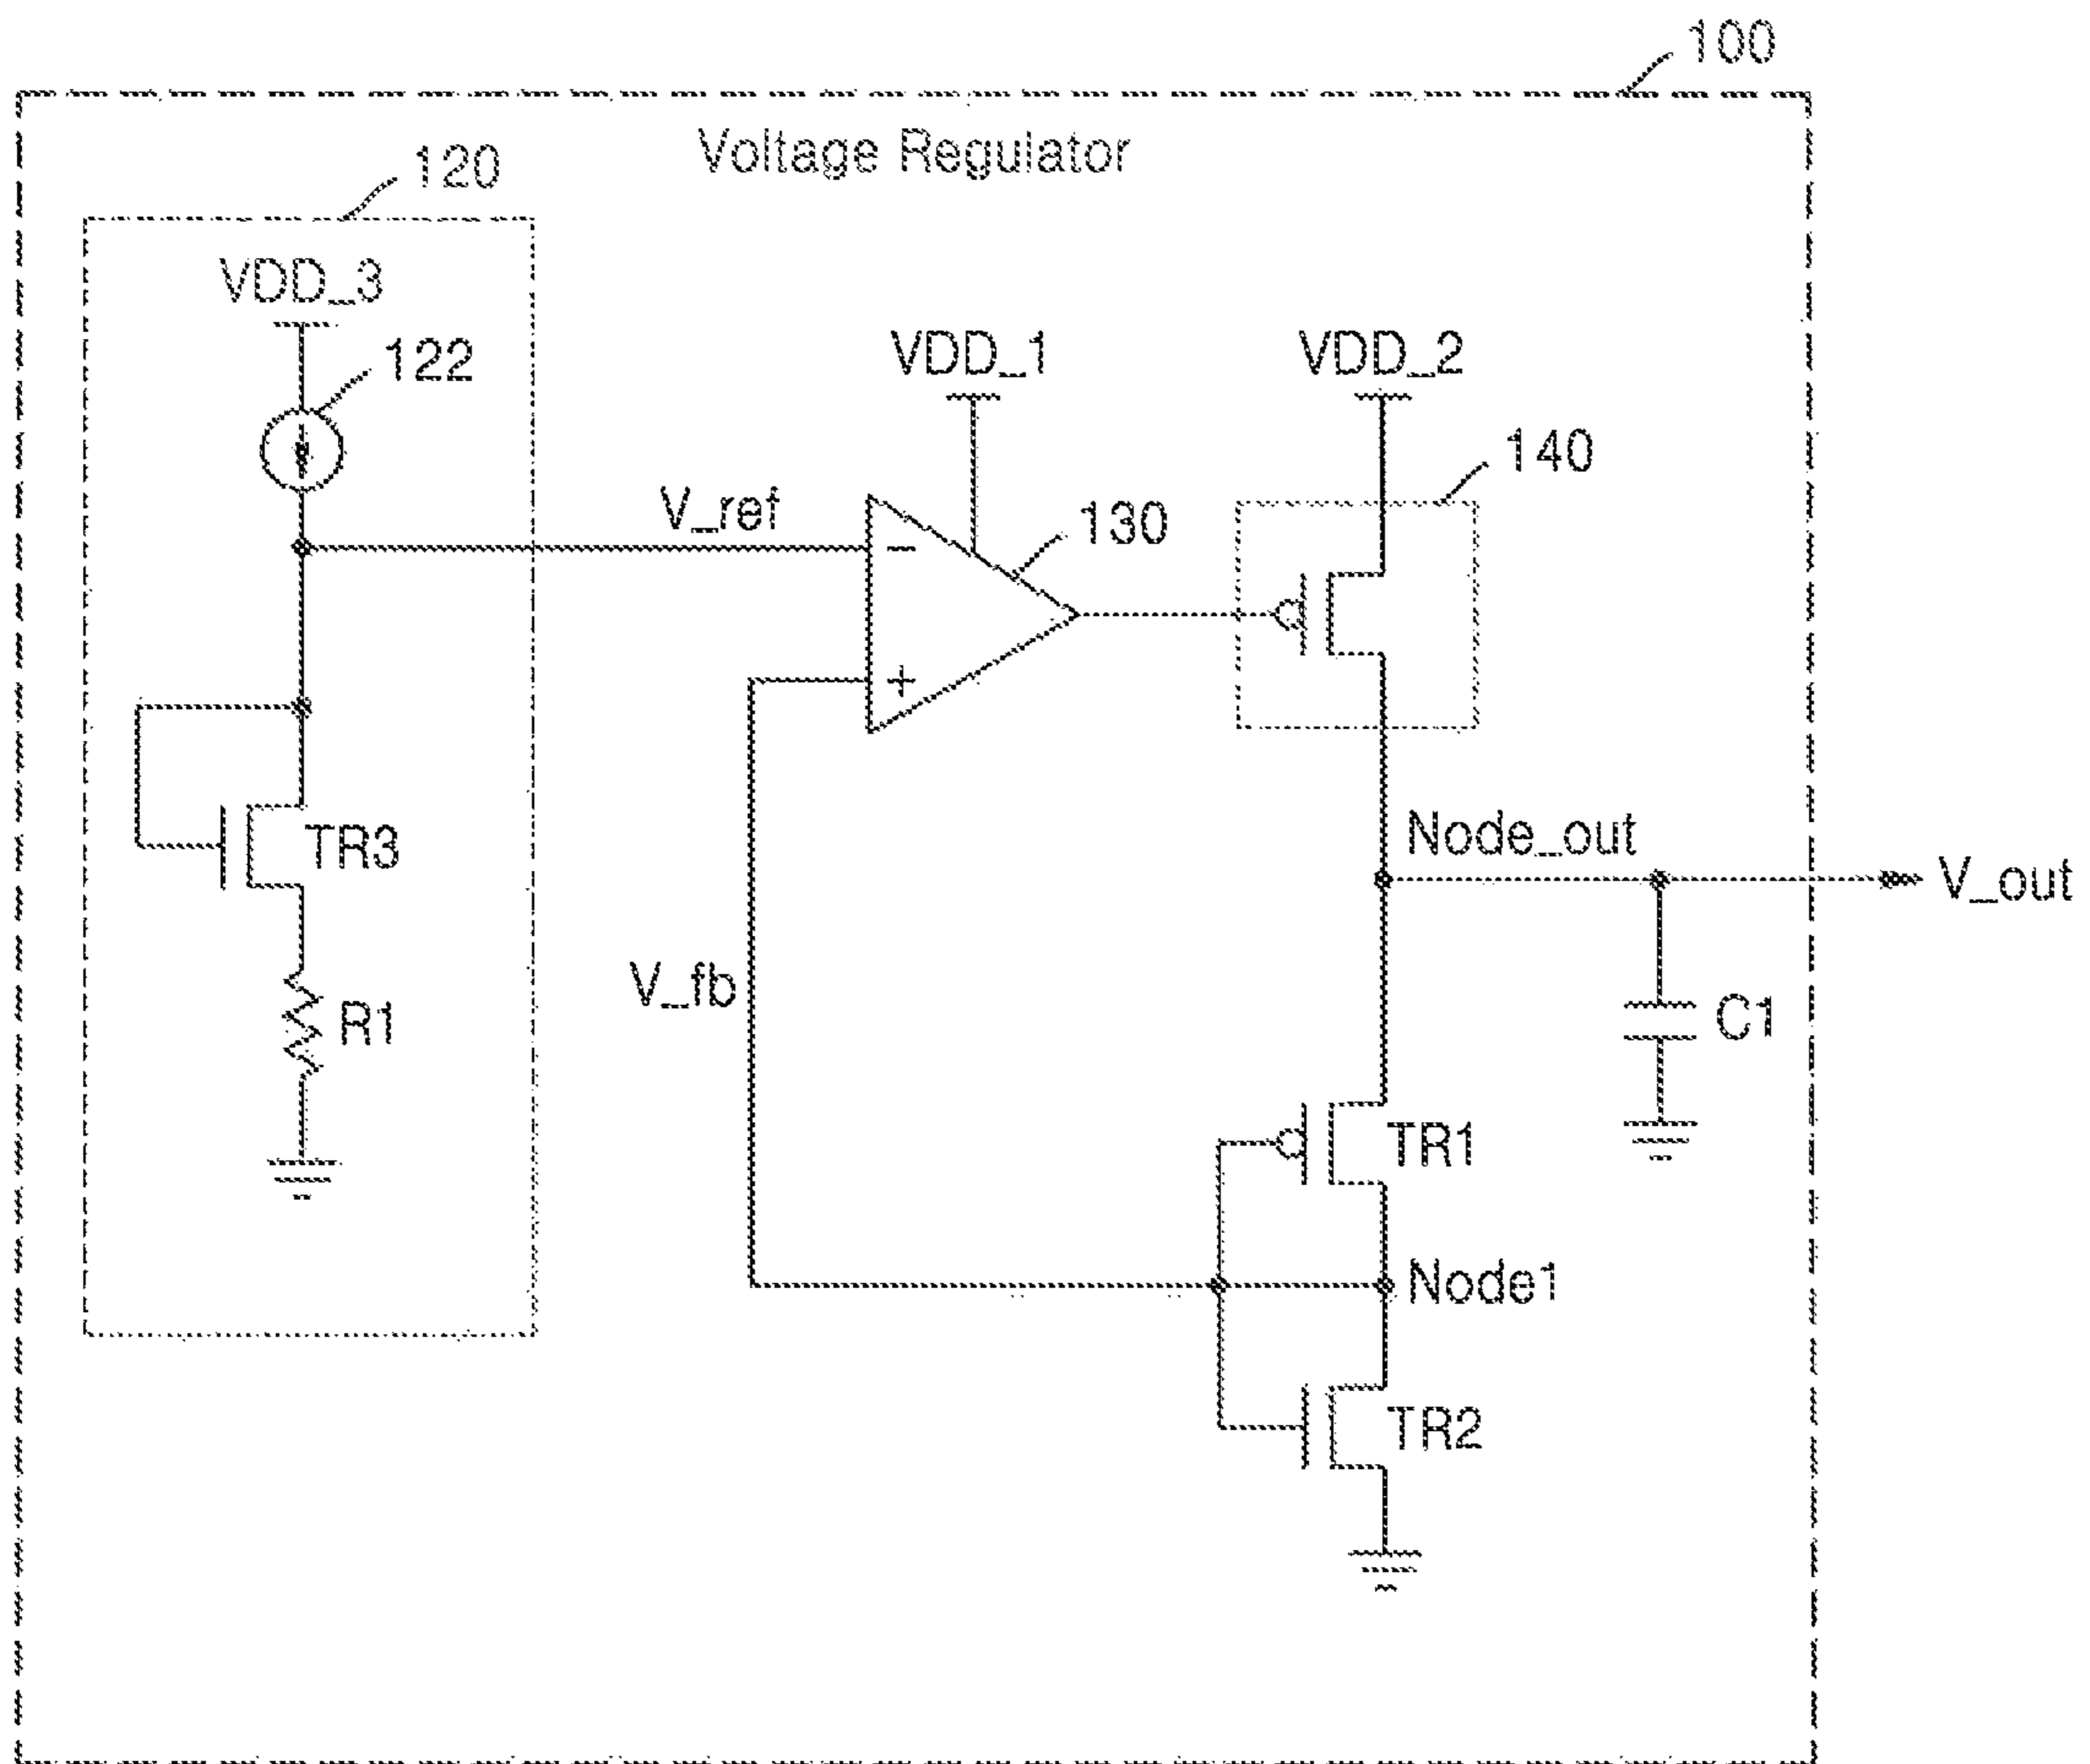 100
Voltage Regulator
120
VDD_3
122
VDD_1
VDD_2
140
V_ref
130
−
+
TR3
Node_out
V_out
V_fb
R1
C1
TR1
Node1
TR2